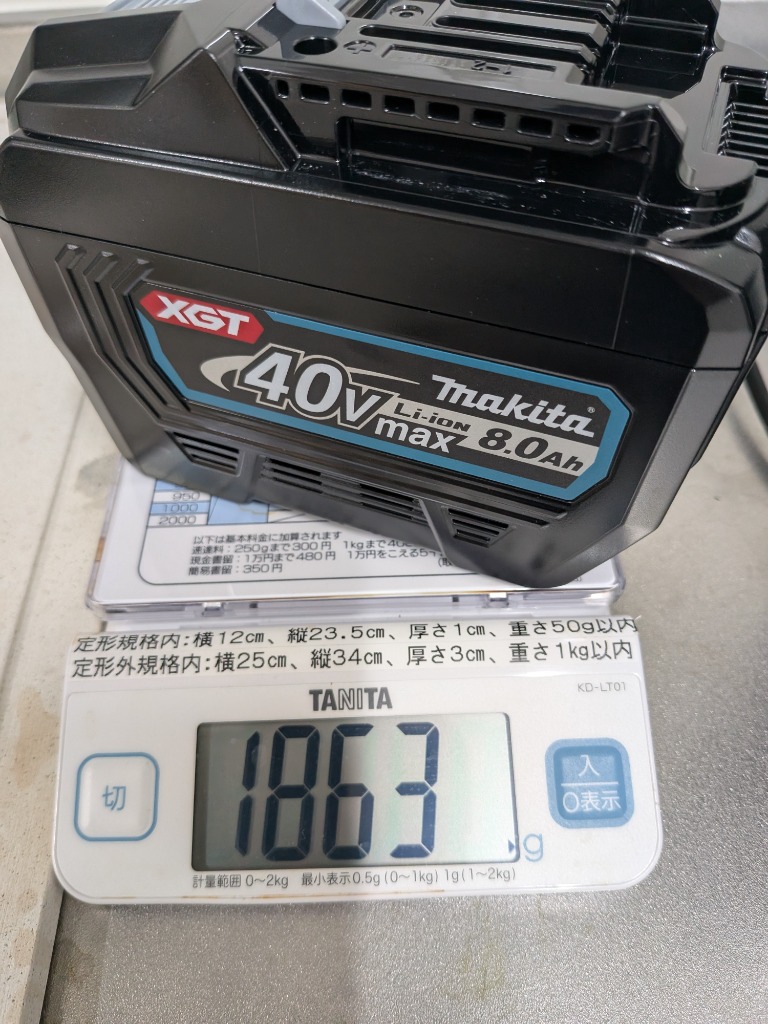 XGT
40Vmax
Li-ion
makita
8.0Ah
950
1000
2000
以下は基本料金に加算されます
速達料:250gまで300円 1kgまで400
現金書留:1万円まで480円 1万円をこえる5千
簡易書留:350円
定形規格内:横12cm、縦23.5cm、厚さ1cm、重さ50g以内
定形外規格内:横25cm、縦34cm、厚さ3cm、重さ1kg以内
TANITA
KD-LT01
切
1863
g
入
0表示
計量範囲 0〜2kg 最小表示0.5g(0〜1kg) 1g(1〜2kg)